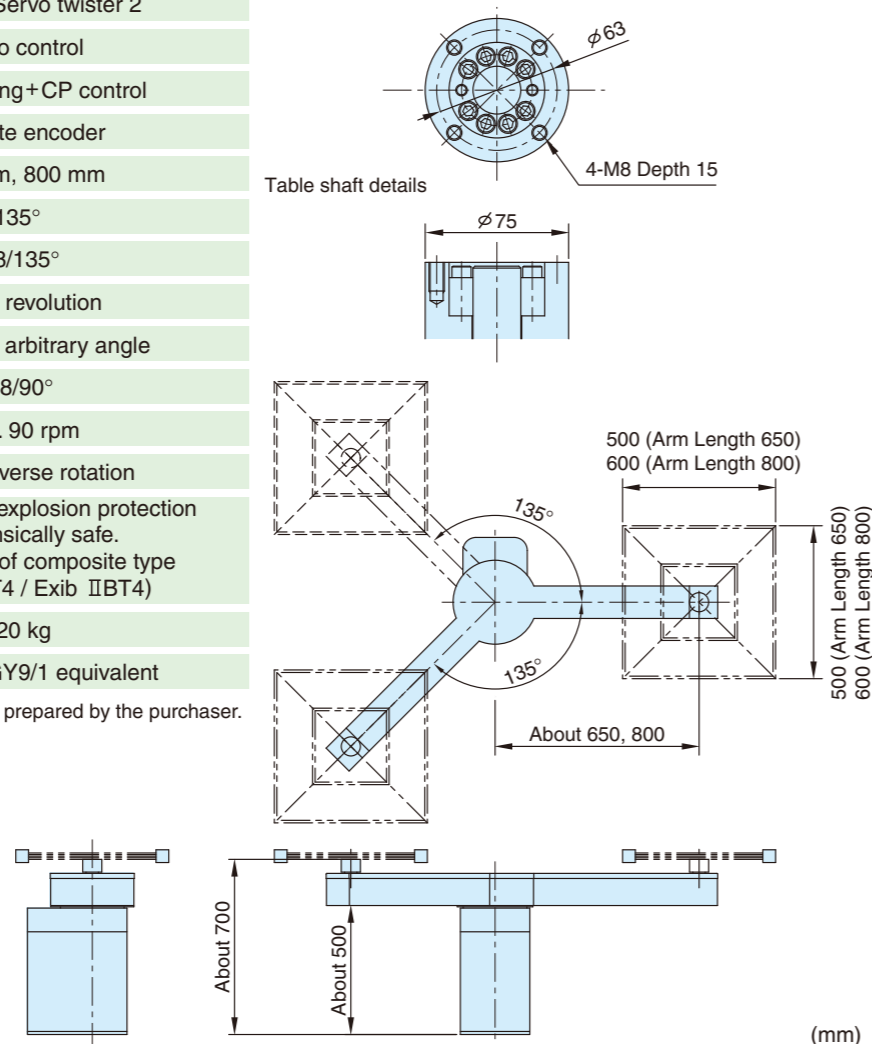 Servo twister 2
o control
ng+CP control
te encoder
m, 800 mm
135°
3/135°
revolution
arbitrary angle
8/90°
. 90 rpm
verse rotation
explosion protection
nsically safe.
of composite type
T4 / Exib ⅡBT4)
20 kg
GY9/1 equivalent
prepared by the purchaser.
φ63
4-M8 Depth 15
Table shaft details
φ75
500 (Arm Length 650)
600 (Arm Length 800)
135°
135°
500 (Arm Length 650)
600 (Arm Length 800)
About 650, 800
About 700
About 500
(mm)